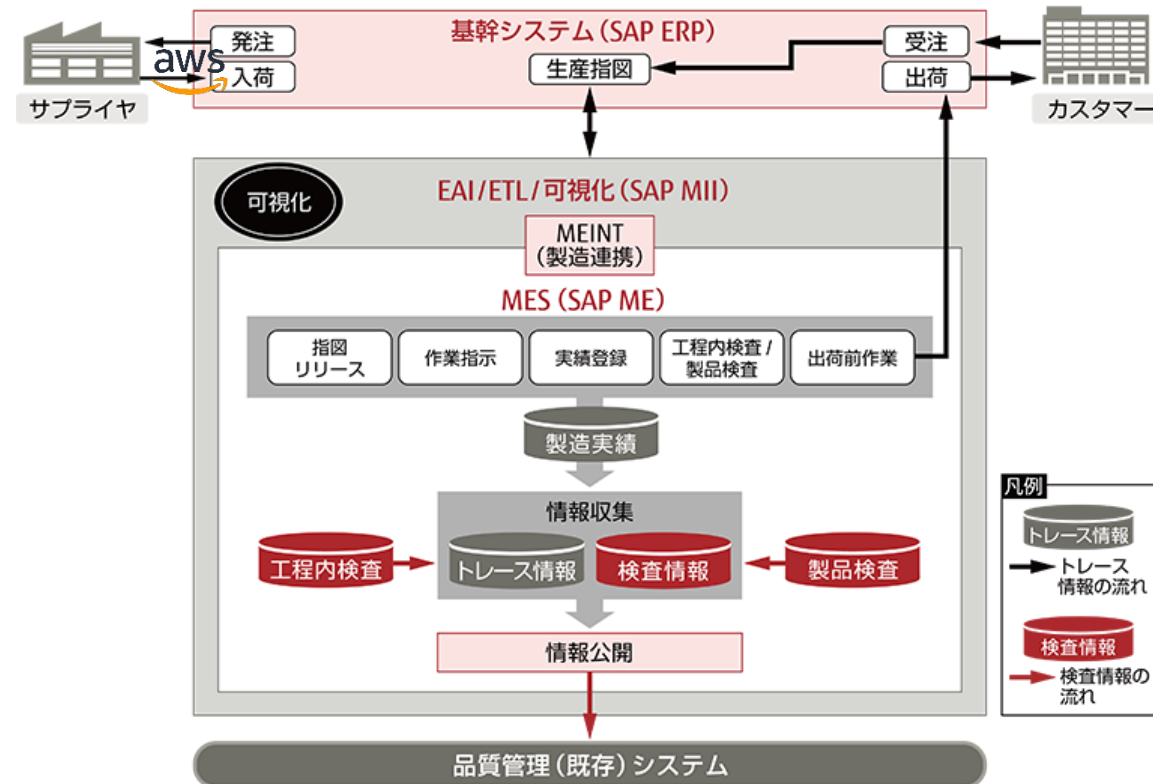 基幹システム（SAP ERP）
発注
aws
入荷
生産指図
受注
出荷
サプライヤ
カスタマー
可視化
EAI/ETL/可視化（SAP MII）
MEINT
（製造連携）
MES（SAP ME）
指図
リリース
作業指示
実績登録
工程内検査 /
製品検査
出荷前作業
製造実績
情報収集
工程内検査
トレース情報
検査情報
製品検査
情報公開
品質管理（既存）システム
凡例
トレース情報
トレース
情報の流れ
検査情報
検査情報の
流れ